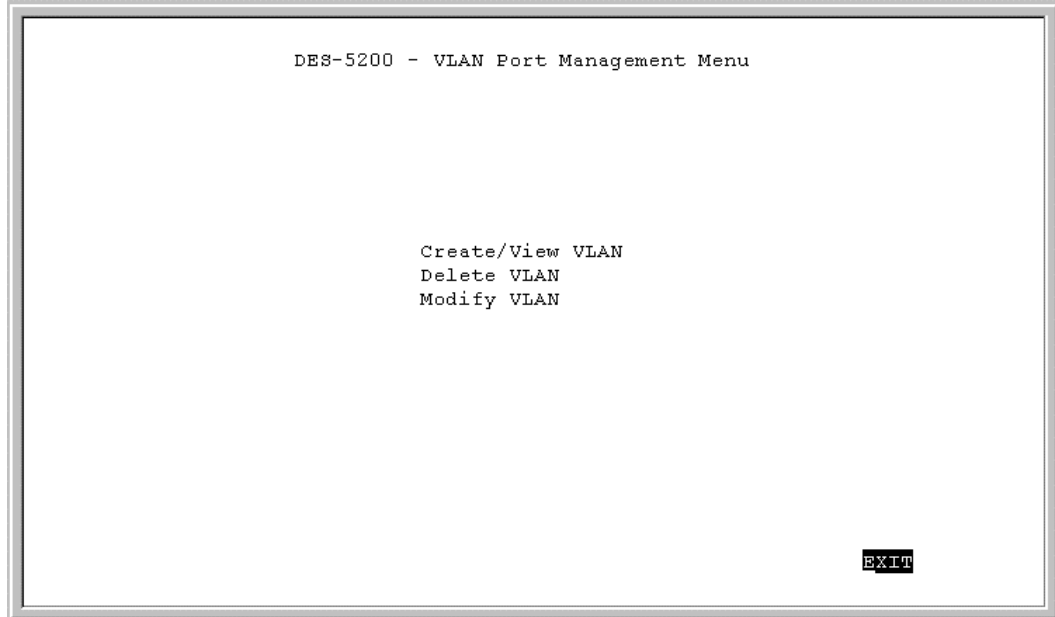 DES-5200 - VLAN Port Management Menu
Create/View VLAN
Delete VLAN
Modify VLAN
EXIT